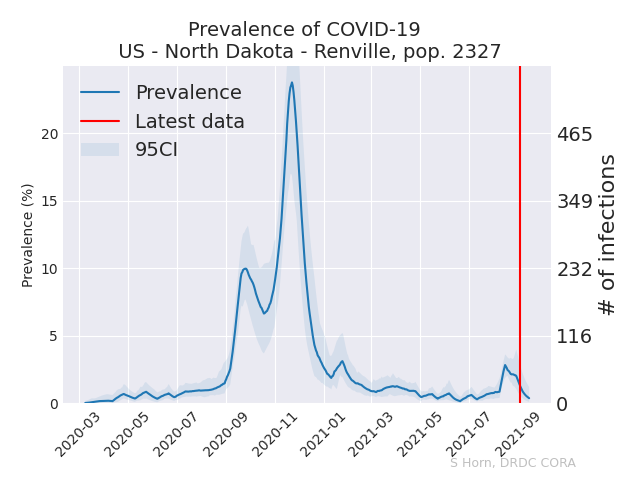 Prevalence of COVID-19
US - North Dakota - Renville, pop. 2327
Prevalence
Latest data
95CI
Prevalence (%)
20
15
10
5
0
465
349
232
116
0
# of infections
2020-03
2020-05
2020-07
2020-09
2020-11
2021-01
2021-03
2021-05
2021-07
2021-09
S Horn, DRDC CORA